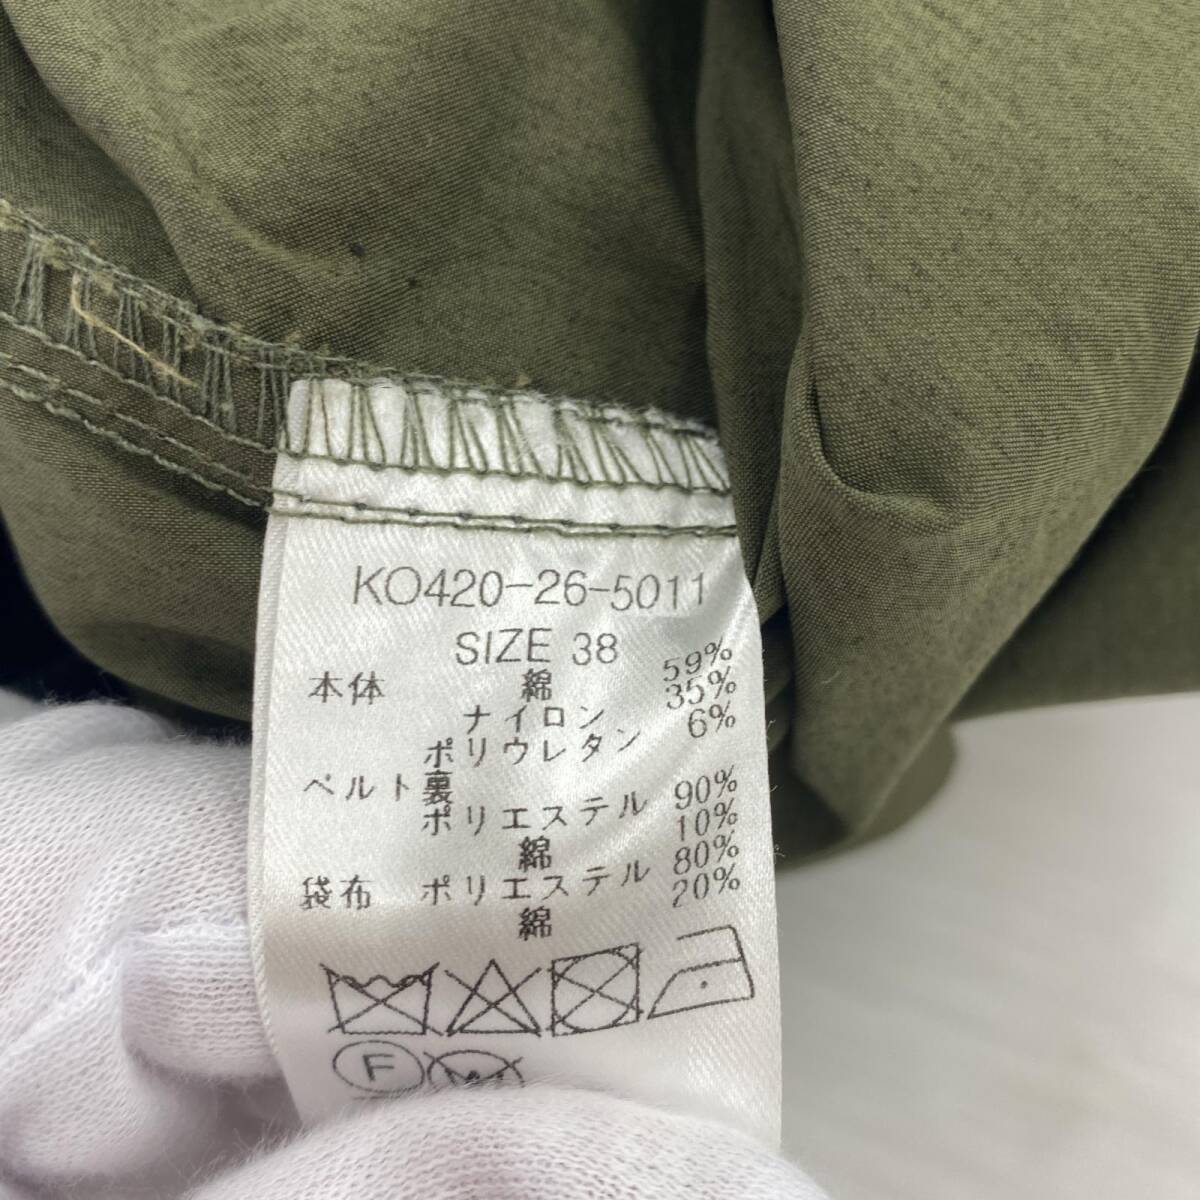 KO420-26-5011
SIZE 38
本体 綿 59%
ナイロン 35%
ポリウレタン 6%
ベルト裏
ポリエステル 90%
綿 10%
袋布 ポリエステル 80%
綿 20%
F W